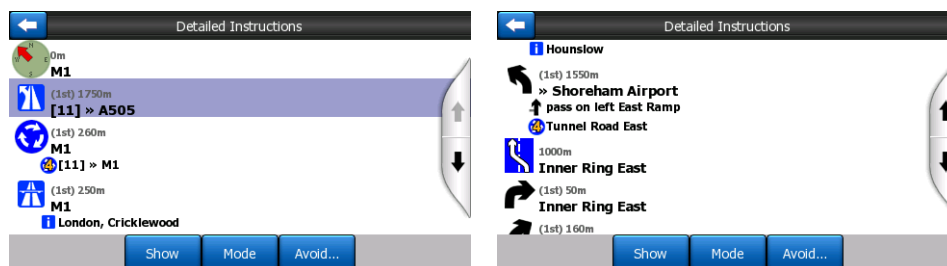 Detailed Instructions
0m
M1
(1st) 1750m
[11] » A505
(1st) 260m
M1
[11] » M1
(1st) 250m
M1
London, Cricklewood
Show
Mode
Avoid...
Detailed Instructions
Hounslow
(1st) 1550m
» Shoreham Airport
pass on left East Ramp
Tunnel Road East
1000m
Inner Ring East
(1st) 50m
Inner Ring East
(1st) 160m
Show
Mode
Avoid...